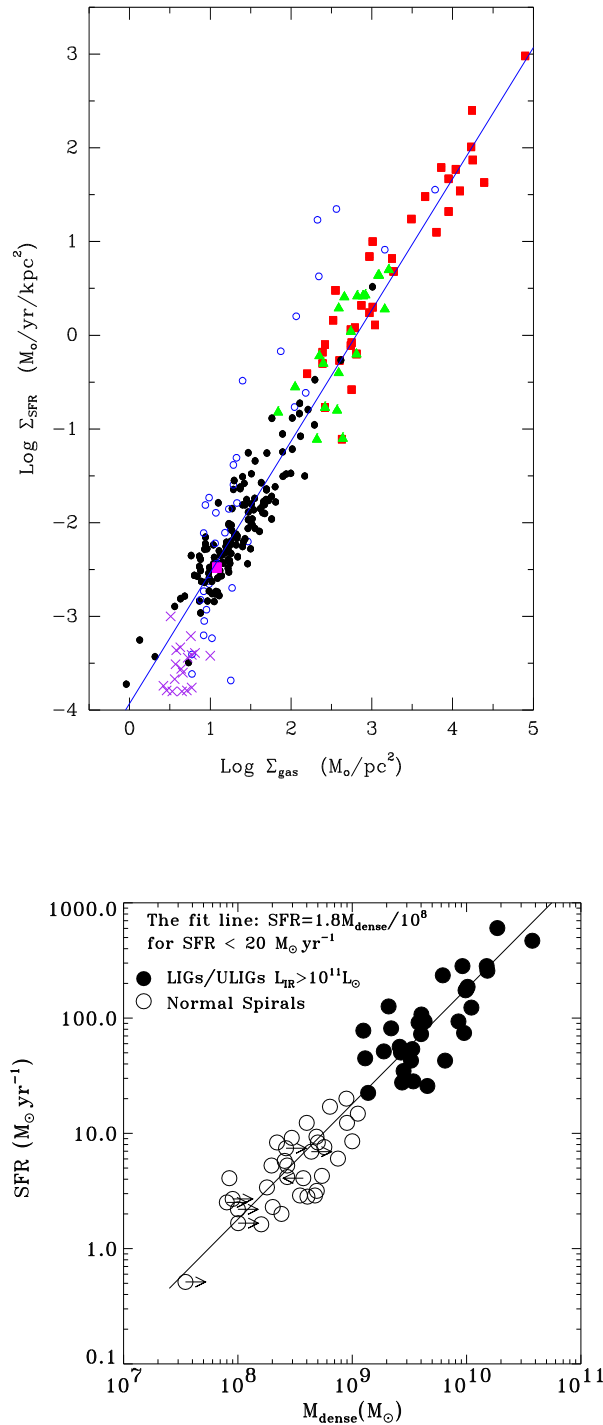 3
2
1
0
−1
−2
−3
−4
Log Σ_SFR (M_o/yr/kpc²)
0 1 2 3 4 5
Log Σ_gas (M_o/pc²)
1000.0
100.0
10.0
1.0
0.1
SFR (M_⊙ yr⁻¹)
The fit line: SFR=1.8M_dense/10⁸
for SFR < 20 M_⊙ yr⁻¹
LIGs/ULIGs L_IR>10¹¹L_⊙
Normal Spirals
10⁷ 10⁸ 10⁹ 10¹⁰ 10¹¹
M_dense(M_⊙)